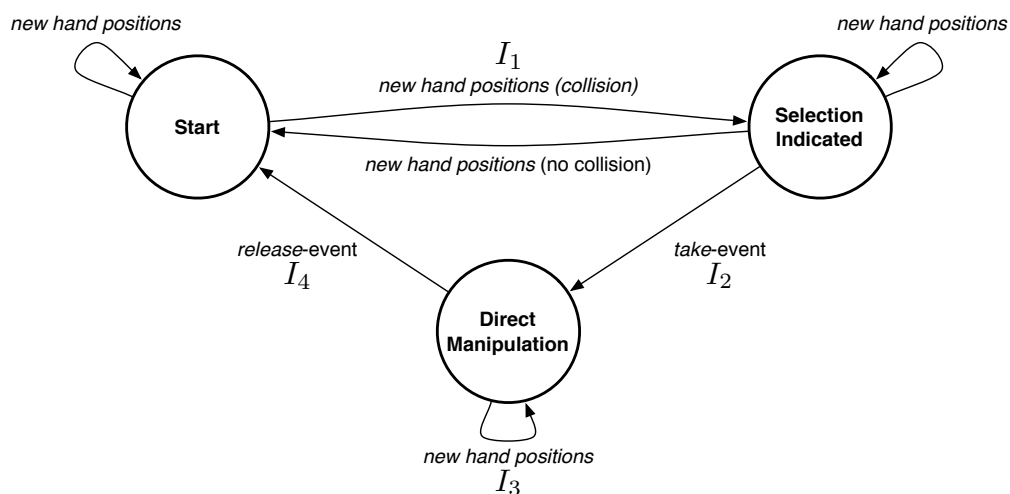 new hand positions
new hand positions
I1
new hand positions (collision)
Start
Selection
Indicated
new hand positions (no collision)
release-event
I4
take-event
I2
Direct
Manipulation
new hand positions
I3